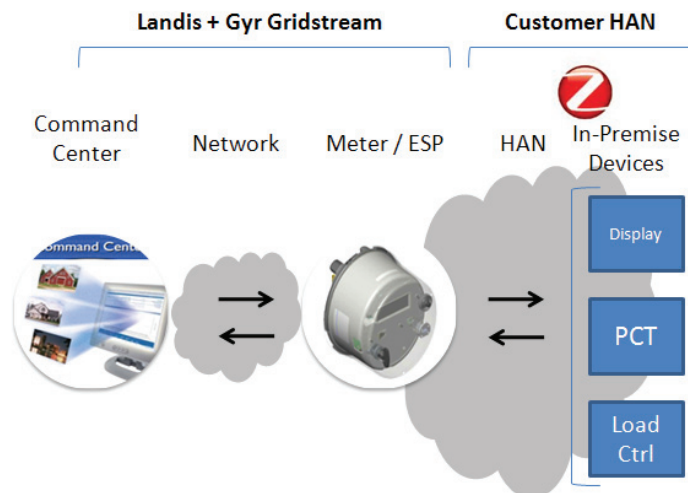 Landis + Gyr Gridstream
Customer HAN
Command
Center
Network
Meter / ESP
HAN
In-Premise
Devices
Command Cente
Display
PCT
Load
Ctrl